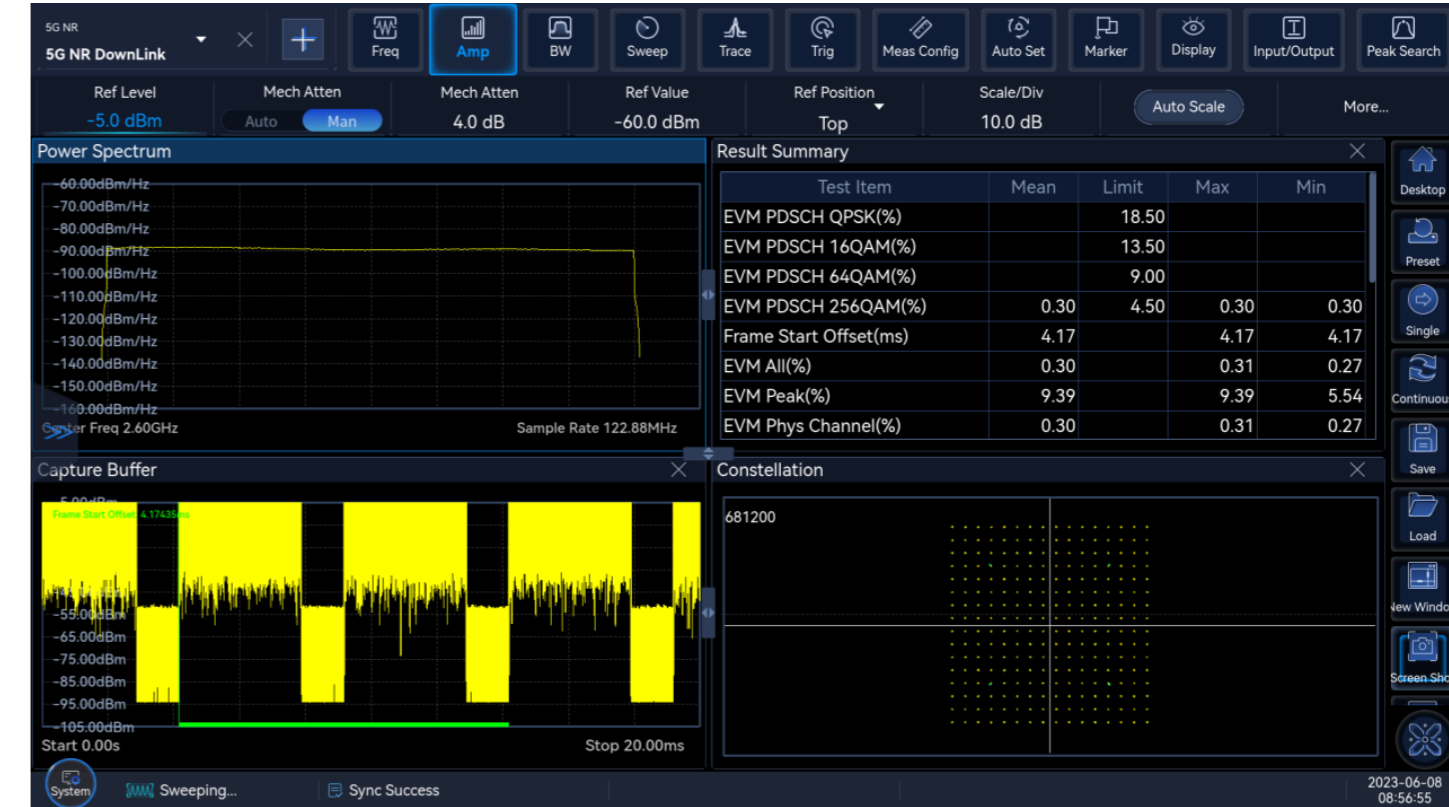 5G NR
5G NR DownLink
Freq
Amp
BW
Sweep
Trace
Trig
Meas Config
Auto Set
Marker
Display
Input/Output
Peak Search
Ref Level
-5.0 dBm
Mech Atten
Auto Man
Mech Atten
4.0 dB
Ref Value
-60.0 dBm
Ref Position
Top
Scale/Div
10.0 dB
Auto Scale
More...
Power Spectrum
-60.00dBm/Hz
-70.00dBm/Hz
-80.00dBm/Hz
-90.00dBm/Hz
-100.00dBm/Hz
-110.00dBm/Hz
-120.00dBm/Hz
-130.00dBm/Hz
-140.00dBm/Hz
-150.00dBm/Hz
-160.00dBm/Hz
Center Freq 2.60GHz Sample Rate 122.88MHz
Result Summary
Test Item Mean Limit Max Min
EVM PDSCH QPSK(%) 18.50
EVM PDSCH 16QAM(%) 13.50
EVM PDSCH 64QAM(%) 9.00
EVM PDSCH 256QAM(%) 0.30 4.50 0.30 0.30
Frame Start Offset(ms) 4.17 4.17 4.17
EVM All(%) 0.30 0.31 0.27
EVM Peak(%) 9.39 9.39 5.54
EVM Phys Channel(%) 0.30 0.31 0.27
Capture Buffer
Frame Start Offset: 4.17435ms
-55.00dBm
-65.00dBm
-75.00dBm
-85.00dBm
-95.00dBm
-105.00dBm
Start 0.00s Stop 20.00ms
Constellation
681200
Desktop
Preset
Single
Continuou
Save
Load
New Windo
Screen Sho
System
Sweeping...
Sync Success
2023-06-08
08:56:55